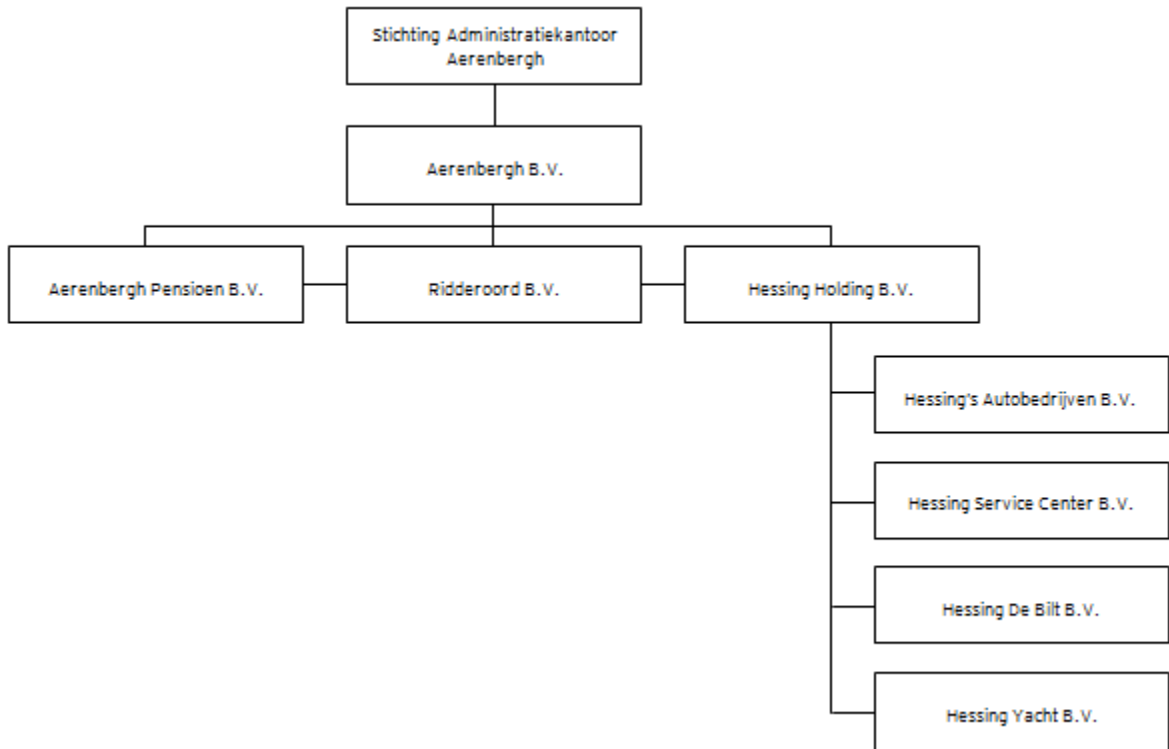 Stichting Administratiekantoor
Aerenbergh
Aerenbergh B.V.
Aerenbergh Pensioen B.V.
Ridderoord B.V.
Hessing Holding B.V.
Hessing's Autobedrijven B.V.
Hessing Service Center B.V.
Hessing De Bilt B.V.
Hessing Yacht B.V.